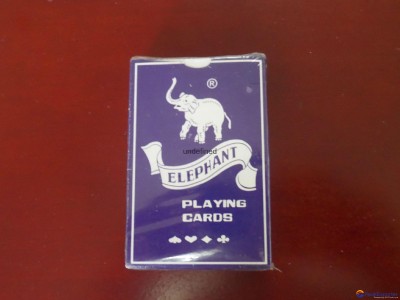 ®
undefined
ELEPHANT
PLAYING
CARDS